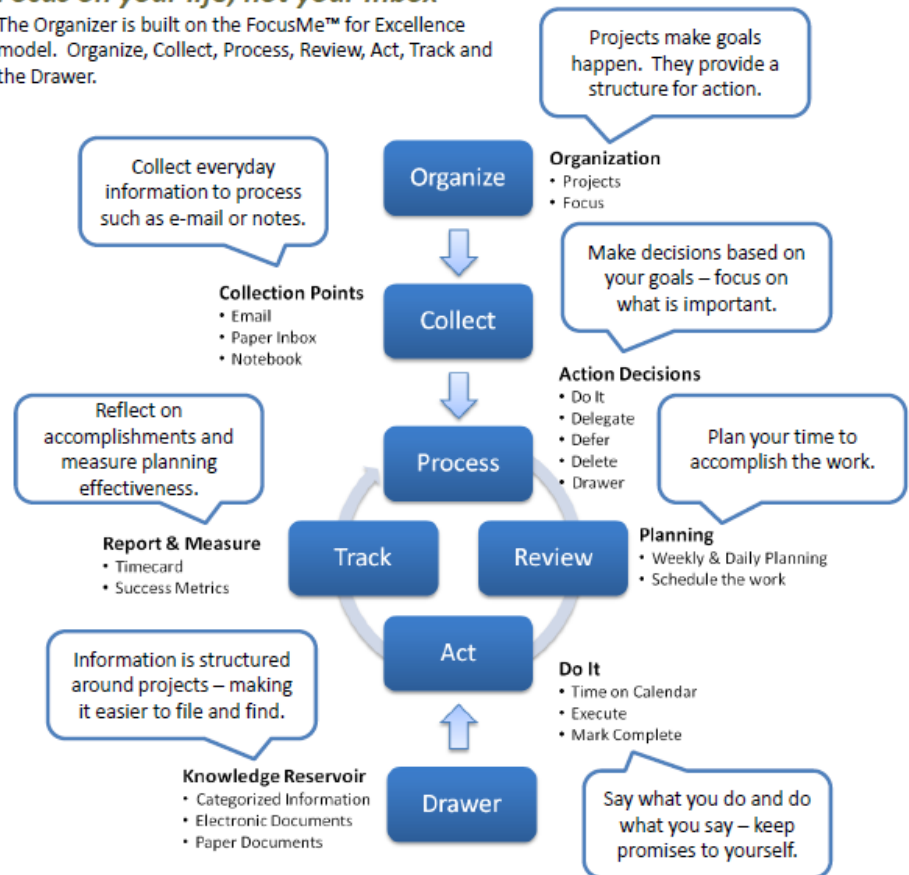 Focus on your life, not your inbox
The Organizer is built on the FocusMe™ for Excellence
model. Organize, Collect, Process, Review, Act, Track and
the Drawer.
Projects make goals
happen. They provide a
structure for action.
Organize
Organization
• Projects
• Focus
Collect everyday
information to process
such as e-mail or notes.
Collection Points
• Email
• Paper Inbox
• Notebook
Collect
Make decisions based on
your goals – focus on
what is important.
Action Decisions
• Do It
• Delegate
• Defer
• Delete
• Drawer
Process
Plan your time to
accomplish the work.
Reflect on
accomplishments and
measure planning
effectiveness.
Report & Measure
• Timecard
• Success Metrics
Track
Review
Planning
• Weekly & Daily Planning
• Schedule the work
Act
Do It
• Time on Calendar
• Execute
• Mark Complete
Information is structured
around projects – making
it easier to file and find.
Knowledge Reservoir
• Categorized Information
• Electronic Documents
• Paper Documents
Drawer
Say what you do and do
what you say – keep
promises to yourself.